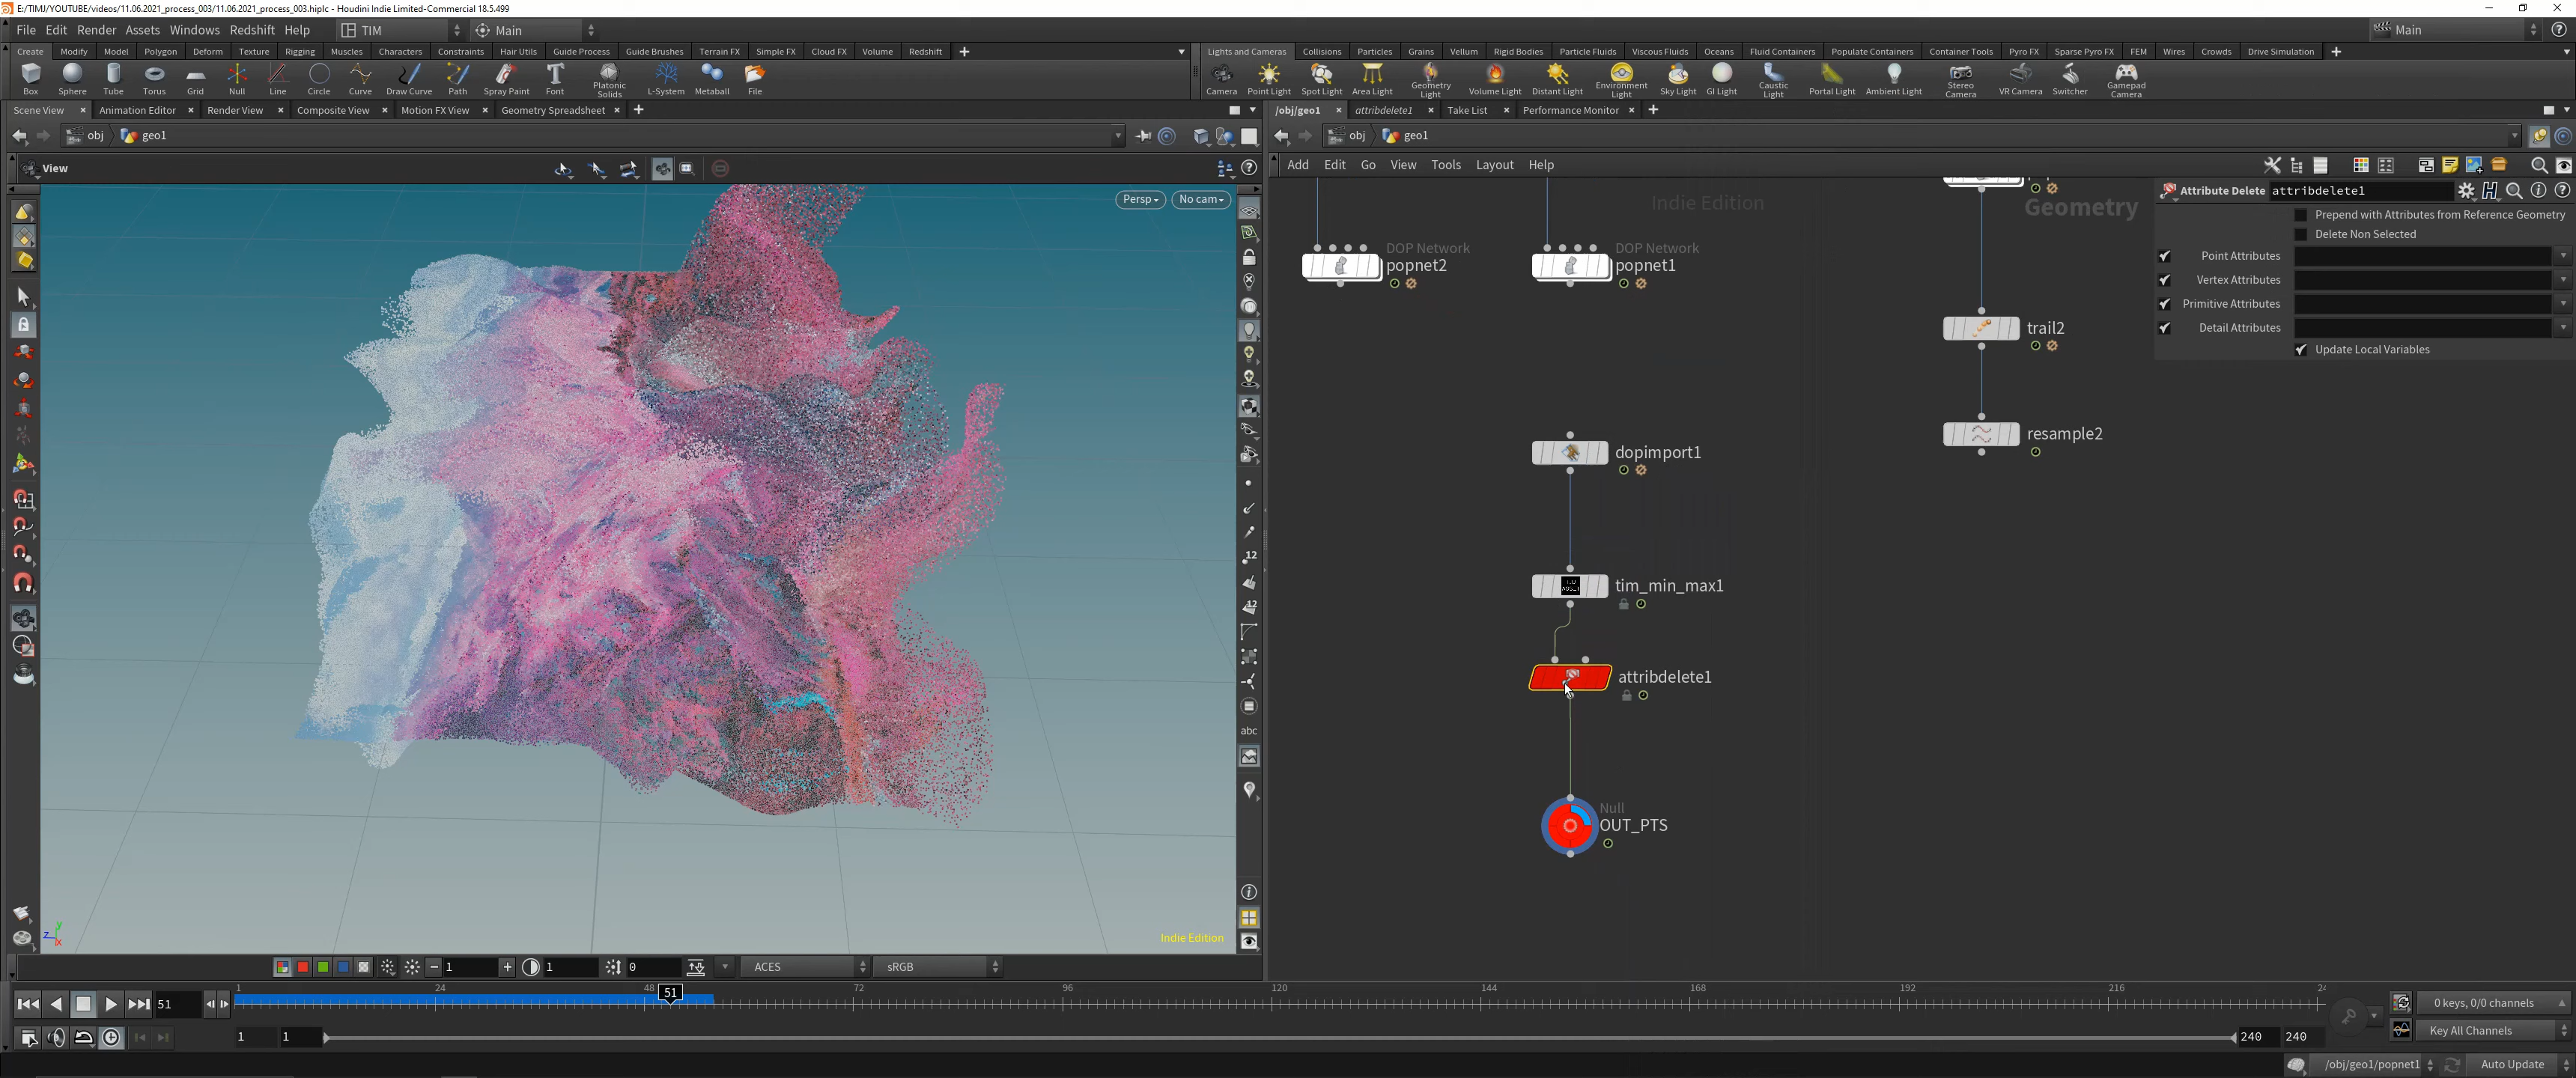 E:/TIMJ/YOUTUBE/videos/11.06.2021_process_003/11.06.2021_process_003.hiplc - Houdini Indie Limited-Commercial 18.5.499
File Edit Render Assets Windows Redshift Help TIM Main Main
Create Modify Model Polygon Deform Texture Rigging Muscles Characters Constraints Hair Utils Guide Process Guide Brushes Terrain FX Simple FX Cloud FX Volume Redshift
Lights and Cameras Collisions Particles Grains Vellum Rigid Bodies Particle Fluids Viscous Fluids Oceans Fluid Containers Populate Containers Container Tools Pyro FX Sparse Pyro FX FEM Wires Crowds Drive Simulation
Box Sphere Tube Torus Grid Null Line Circle Curve Draw Curve Path Spray Paint Font Platonic Solids L-System Metaball File
Camera Point Light Spot Light Area Light Geometry Light Volume Light Distant Light Environment Light Sky Light GI Light Caustic Light Portal Light Ambient Light Stereo Camera VR Camera Switcher Gamepad Camera
Scene View Animation Editor Render View Composite View Motion FX View Geometry Spreadsheet
/obj/geo1 attribdelete1 Take List Performance Monitor
obj geo1
obj geo1
View
Add Edit Go View Tools Layout Help
Persp No cam
Indie Edition
Geometry
Attribute Delete attribdelete1
Prepend with Attributes from Reference Geometry
Delete Non Selected
Point Attributes
Vertex Attributes
Primitive Attributes
Detail Attributes
Update Local Variables
DOP Network
popnet2
DOP Network
popnet1
trail2
resample2
dopimport1
tim_min_max1
attribdelete1
Null
OUT_PTS
12
12
abc
y
z
x
Indie Edition
1 1 0 ACES sRGB
51
1 24 48 51 72 96 120 144 168 192 216 24
0 keys, 0/0 channels
1 1 240 240
Key All Channels
/obj/geo1/popnet1 Auto Update